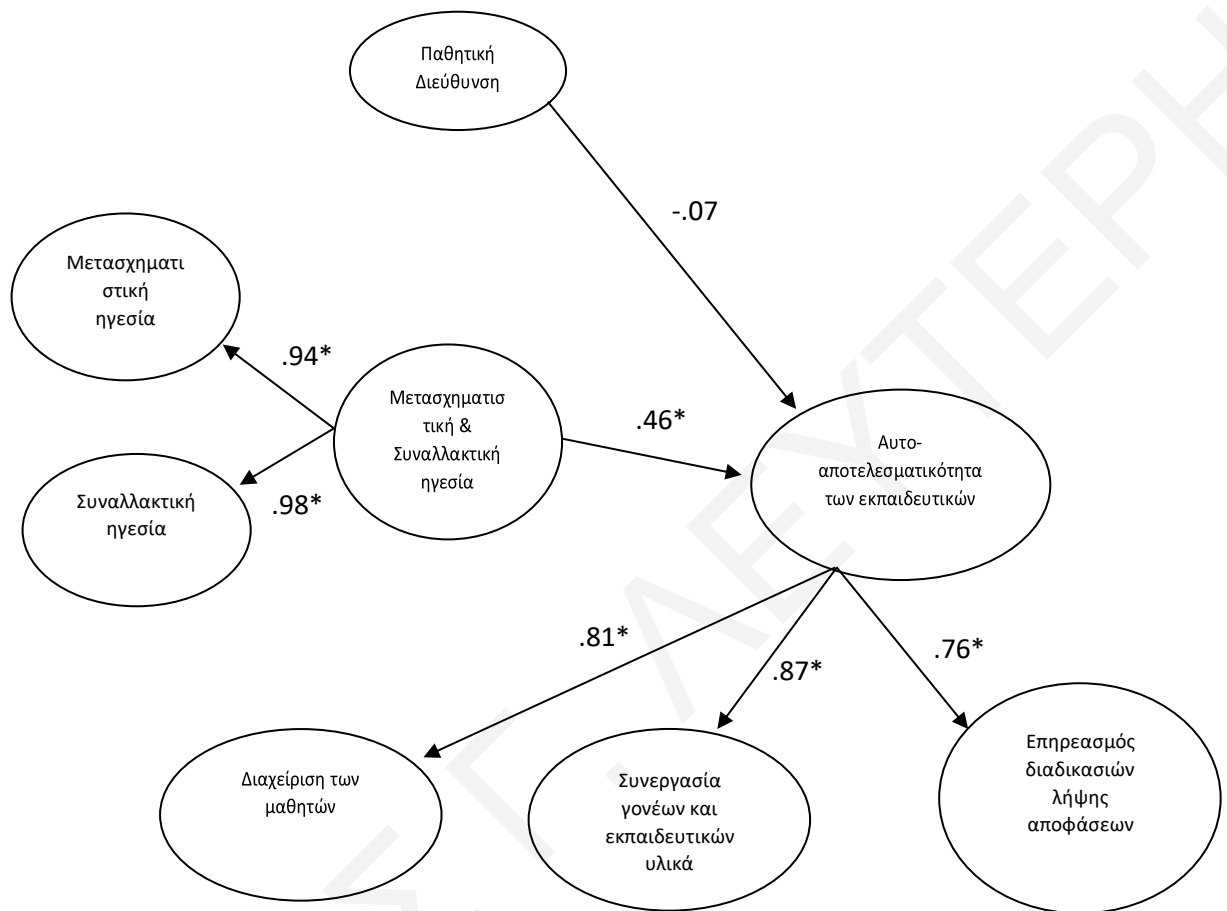 Παθητική
Διεύθυνση
-.07
Μετασχηματι
στική
ηγεσία
.94*
Μετασχηματισ
τική &
Συναλλακτική
ηγεσία
.46*
Αυτο-
αποτελεσματικότητα
των εκπαιδευτικών
Συναλλακτική
ηγεσία
.98*
.81*
.87*
.76*
Διαχείριση των
μαθητών
Συνεργασία
γονέων και
εκπαιδευτικών
υλικά
Επηρεασμός
διαδικασιών
λήψης
αποφάσεων